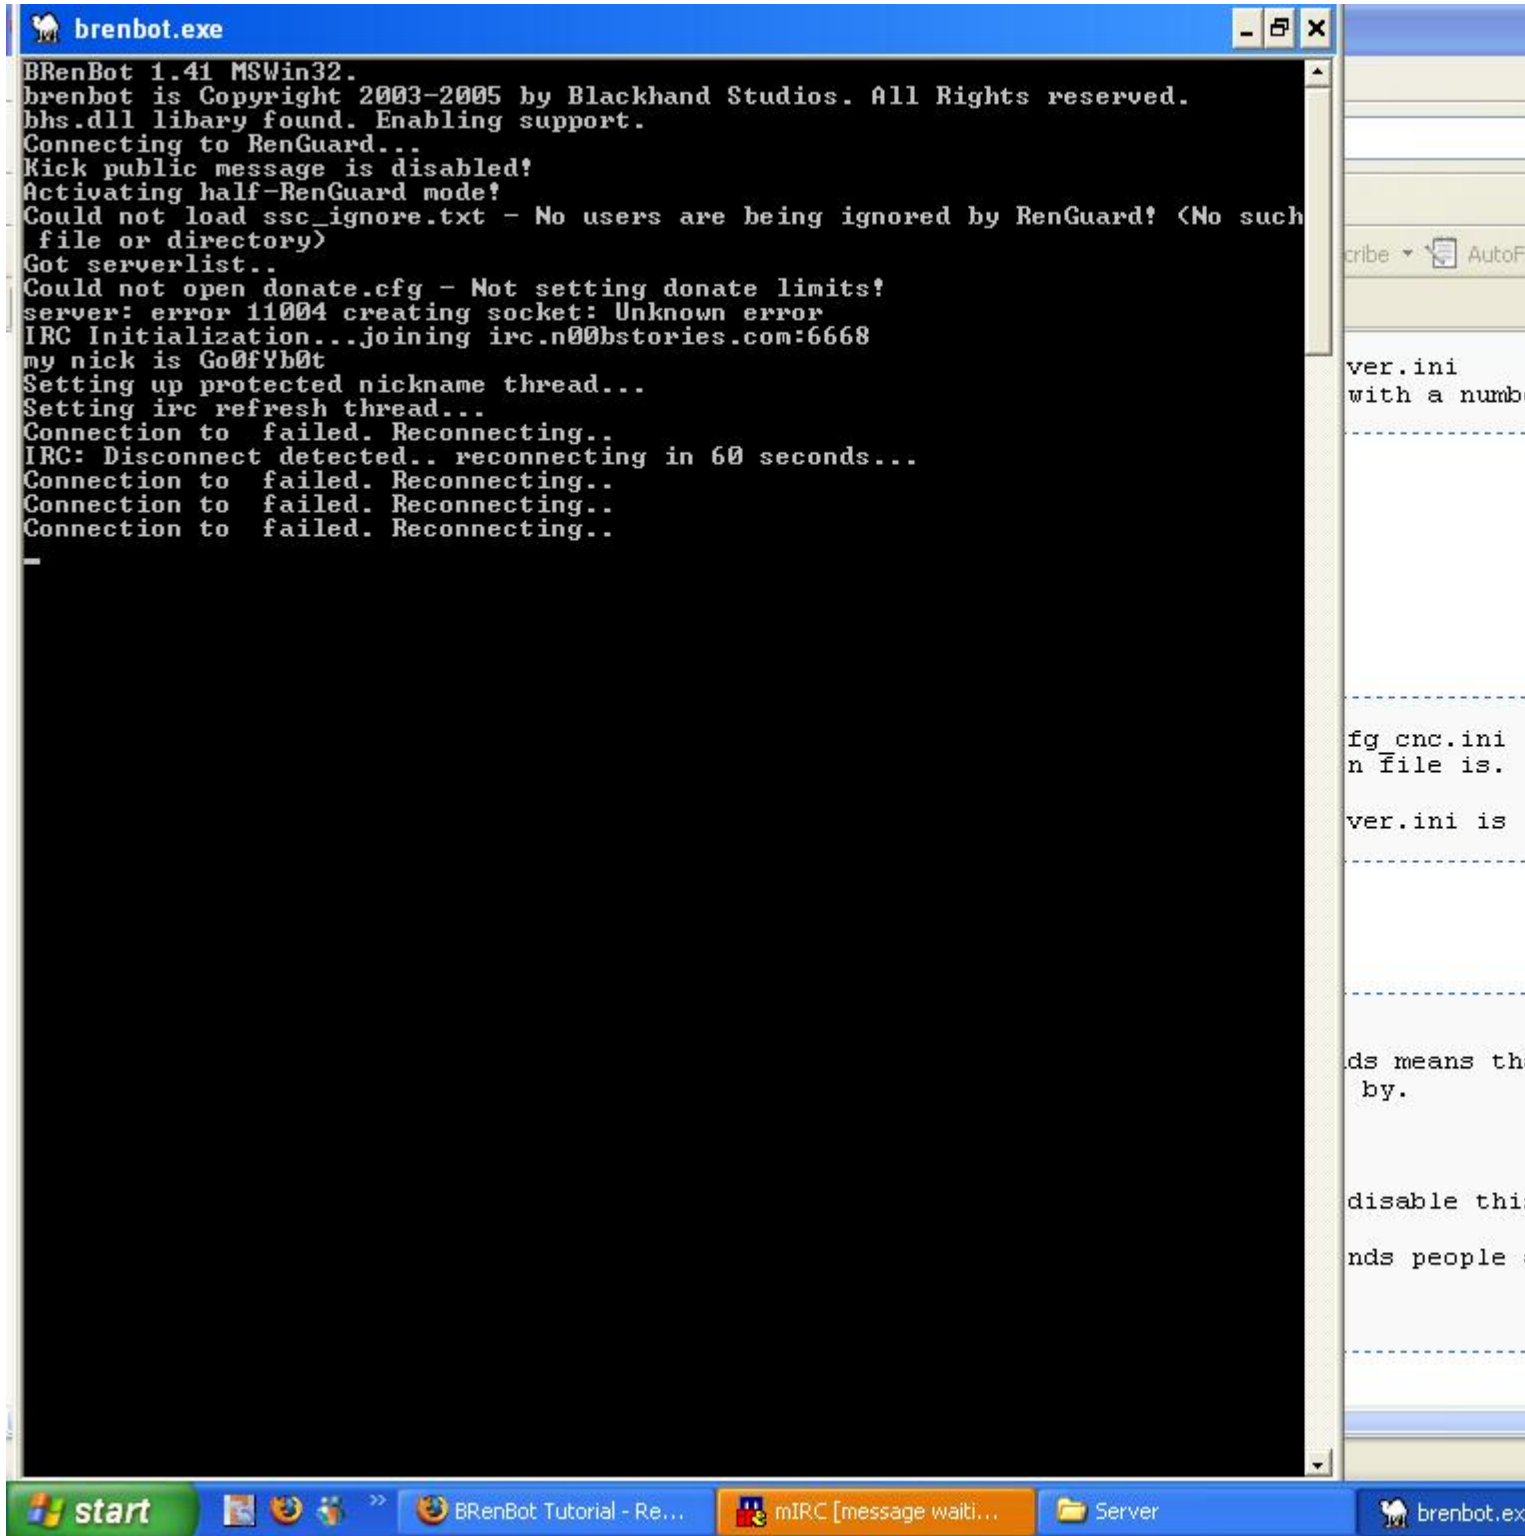 brenbot.exe
BRenBot 1.41 MSWin32.
brenbot is Copyright 2003-2005 by Blackhand Studios. All Rights reserved.
bhs.dll libary found. Enabling support.
Connecting to RenGuard...
Kick public message is disabled!
Activating half-RenGuard mode!
Could not load ssc_ignore.txt - No users are being ignored by RenGuard! (No such
file or directory)
Got serverlist..
Could not open donate.cfg - Not setting donate limits!
server: error 11004 creating socket: Unknown error
IRC Initialization...joining irc.n00bstories.com:6668
my nick is Go0fYb0t
Setting up protected nickname thread...
Setting irc refresh thread...
Connection to  failed. Reconnecting..
IRC: Disconnect detected.. reconnecting in 60 seconds...
Connection to  failed. Reconnecting..
Connection to  failed. Reconnecting..
Connection to  failed. Reconnecting..
cribe AutoF
ver.ini
with a numb
fg_cnc.ini
n file is.
ver.ini is
ds means th
by.
disable this
nds people
start
BRenBot Tutorial - Re...
mIRC [message waiti...
Server
brenbot.ex